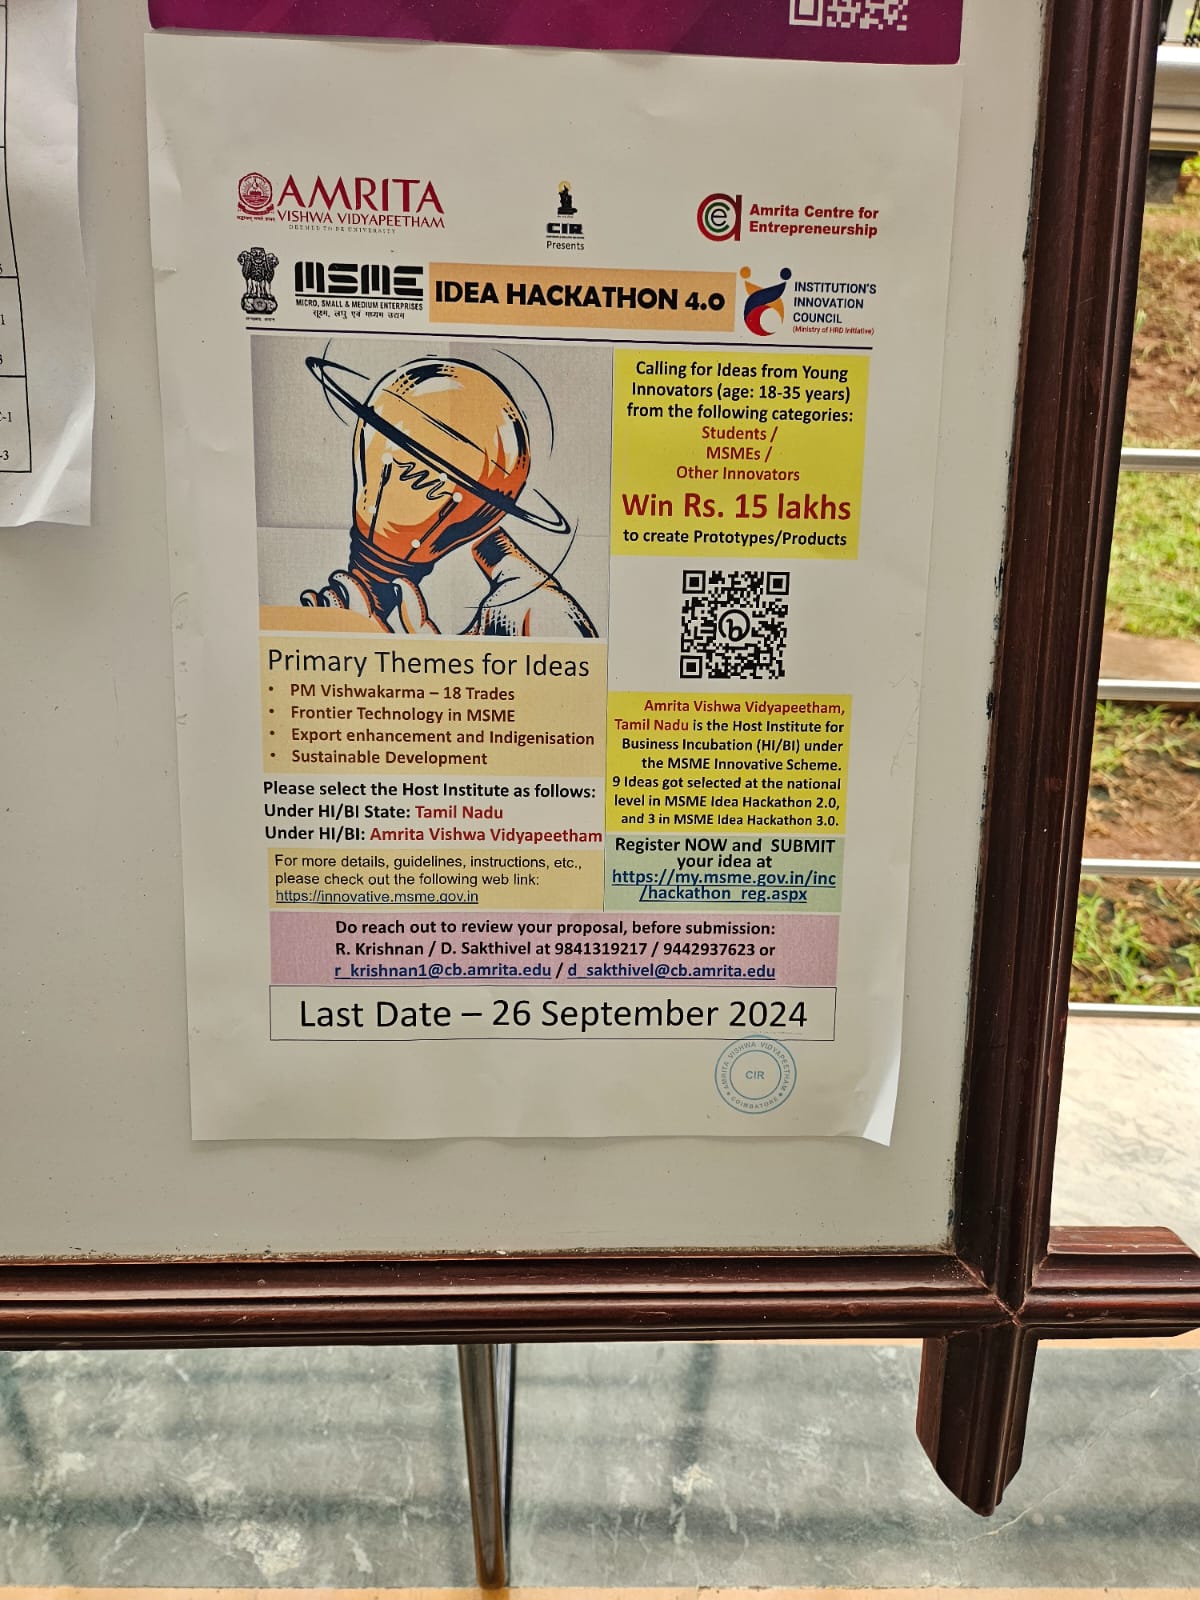 AMRITA
VISHWA VIDYAPEETHAM
DEEMED TO BE UNIVERSITY
CIR
Presents
Amrita Centre for
Entrepreneurship
MSME
MICRO, SMALL & MEDIUM ENTERPRISES
सूक्ष्म, लघु एवं मध्यम उद्यम
IDEA HACKATHON 4.0
INSTITUTION'S
INNOVATION
COUNCIL
(Ministry of HRD Initiative)
Calling for Ideas from Young
Innovators (age: 18-35 years)
from the following categories:
Students /
MSMEs /
Other Innovators
Win Rs. 15 lakhs
to create Prototypes/Products
Primary Themes for Ideas
• PM Vishwakarma – 18 Trades
• Frontier Technology in MSME
• Export enhancement and Indigenisation
• Sustainable Development
Please select the Host Institute as follows:
Under HI/BI State: Tamil Nadu
Under HI/BI: Amrita Vishwa Vidyapeetham
For more details, guidelines, instructions, etc.,
please check out the following web link:
https://innovative.msme.gov.in
Amrita Vishwa Vidyapeetham,
Tamil Nadu is the Host Institute for
Business Incubation (HI/BI) under
the MSME Innovative Scheme.
9 Ideas got selected at the national
level in MSME Idea Hackathon 2.0,
and 3 in MSME Idea Hackathon 3.0.
Register NOW and SUBMIT
your idea at
https://my.msme.gov.in/inc
/hackathon_reg.aspx
Do reach out to review your proposal, before submission:
R. Krishnan / D. Sakthivel at 9841319217 / 9442937623 or
r_krishnan1@cb.amrita.edu / d_sakthivel@cb.amrita.edu
Last Date – 26 September 2024
AMRITA VISHWA VIDYAPEETHAM
CIR
COIMBATORE